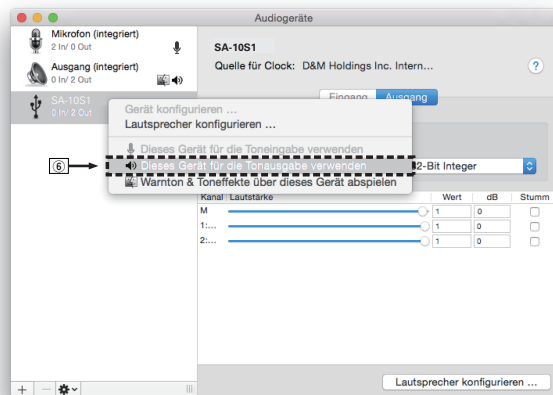 Audiogeräte
Mikrofon (integriert)
2 In/ 0 Out
Ausgang (integriert)
0 In/ 2 Out
SA-10S1
0 In/ 2 Out
SA-10S1
Quelle für Clock: D&M Holdings Inc. Intern...
?
Eingang Ausgang
Gerät konfigurieren ...
Lautsprecher konfigurieren ...
Dieses Gerät für die Toneingabe verwenden
6
Dieses Gerät für die Tonausgabe verwenden
2-Bit Integer
Warnton & Toneffekte über dieses Gerät abspielen
Kanal Lautstärke Wert dB Stumm
M 1 0
1:... 1 0
2:... 1 0
+ −
Lautsprecher konfigurieren ...